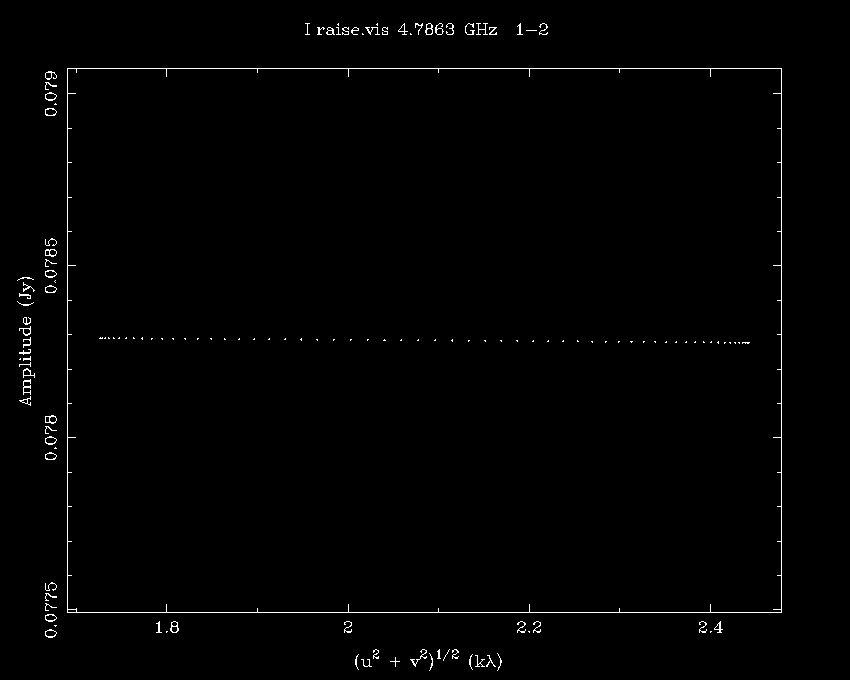 I raise.vis 4.7863 GHz 1−2
0.079
0.0785
0.078
0.0775
Amplitude (Jy)
1.8 2 2.2 2.4
(u² + v²)^1/2 (kλ)